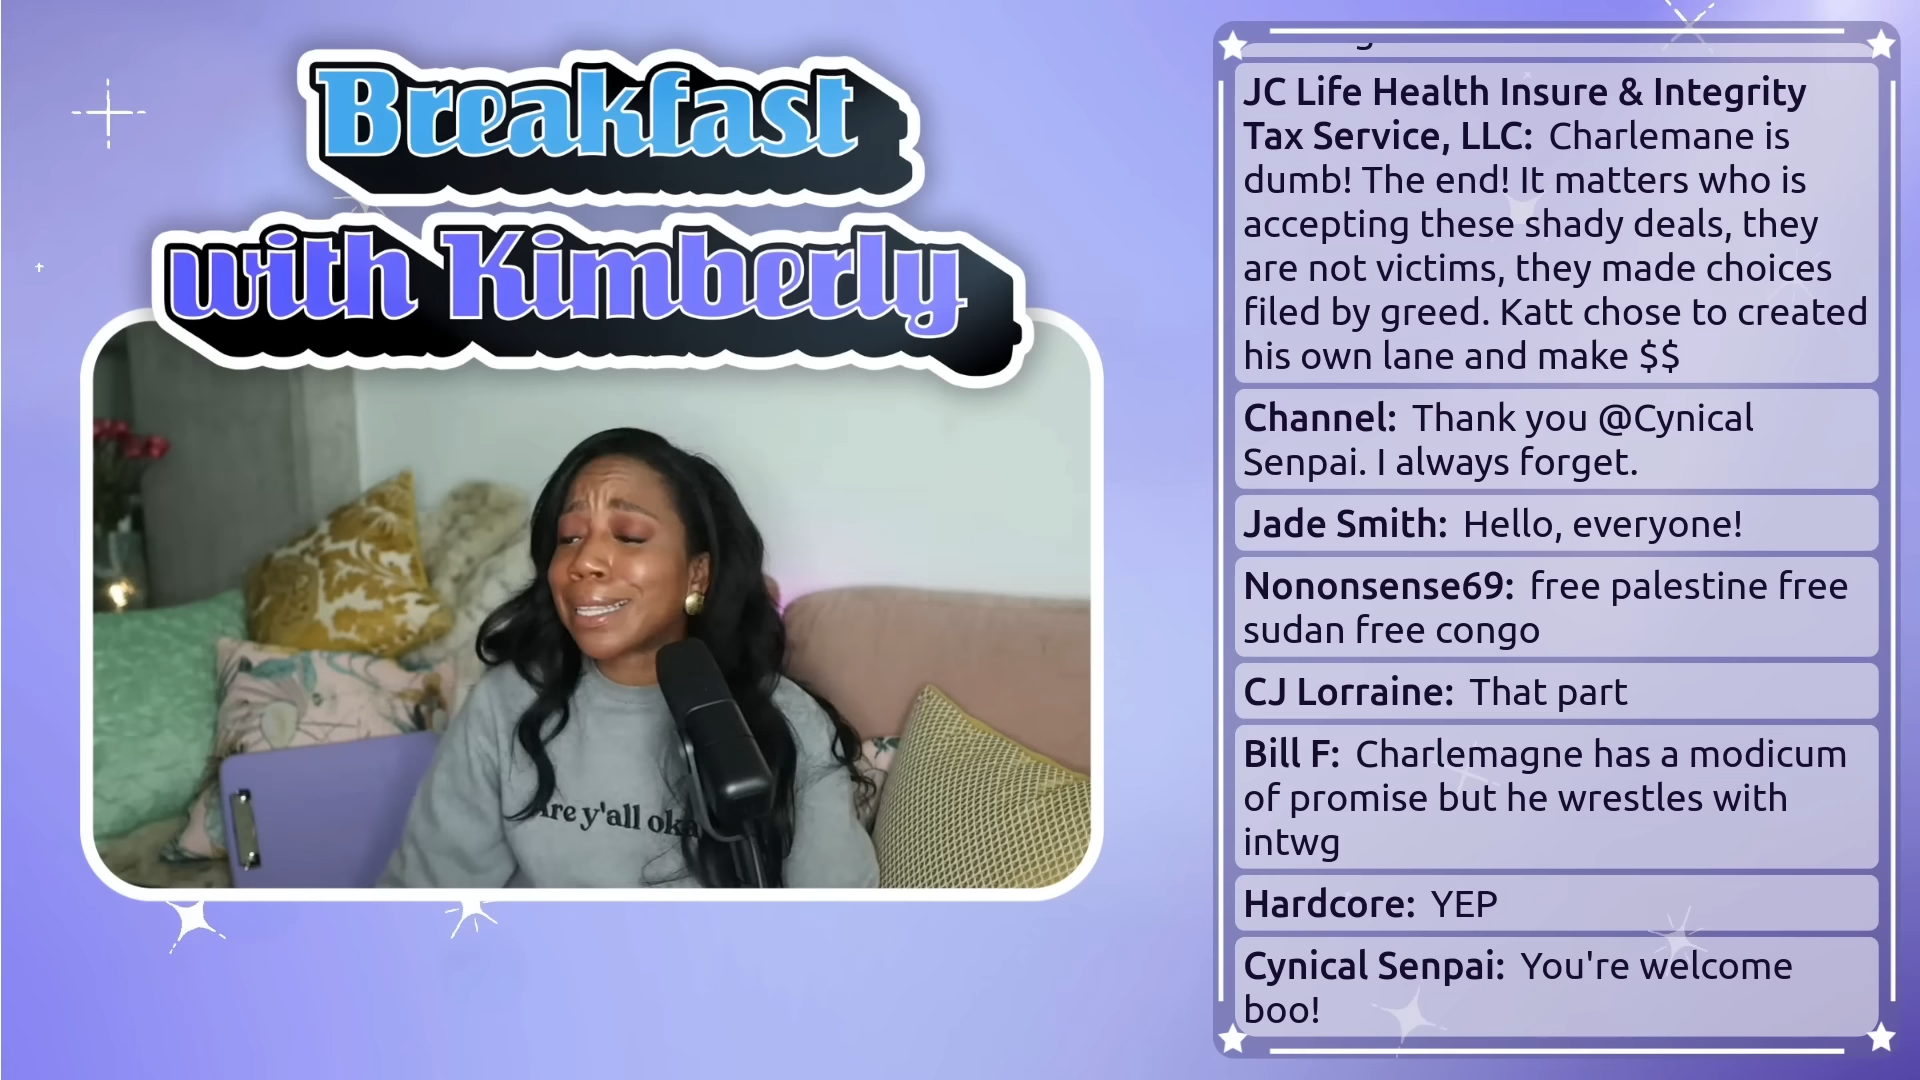 Breakfast
with Kimberly
Are y'all oka
JC Life Health Insure & Integrity
Tax Service, LLC: Charlemane is
dumb! The end! It matters who is
accepting these shady deals, they
are not victims, they made choices
filed by greed. Katt chose to created
his own lane and make $$
Channel: Thank you @Cynical
Senpai. I always forget.
Jade Smith: Hello, everyone!
Nononsense69: free palestine free
sudan free congo
CJ Lorraine: That part
Bill F: Charlemagne has a modicum
of promise but he wrestles with
intwg
Hardcore: YEP
Cynical Senpai: You're welcome
boo!